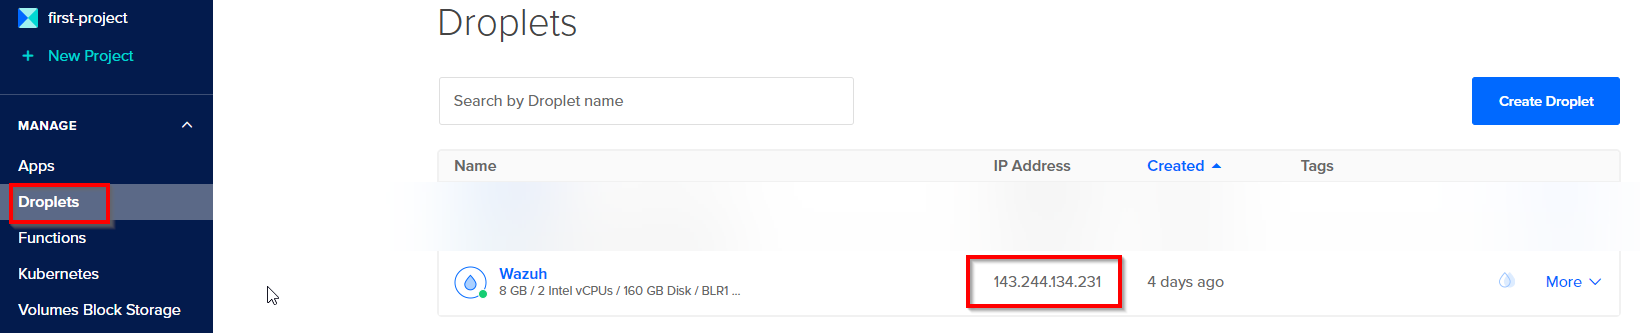 first-project
+ New Project
MANAGE
Apps
Droplets
Functions
Kubernetes
Volumes Block Storage
Droplets
Search by Droplet name
Create Droplet
Name IP Address Created Tags
Wazuh
8 GB / 2 Intel vCPUs / 160 GB Disk / BLR1 ...
143.244.134.231 4 days ago More